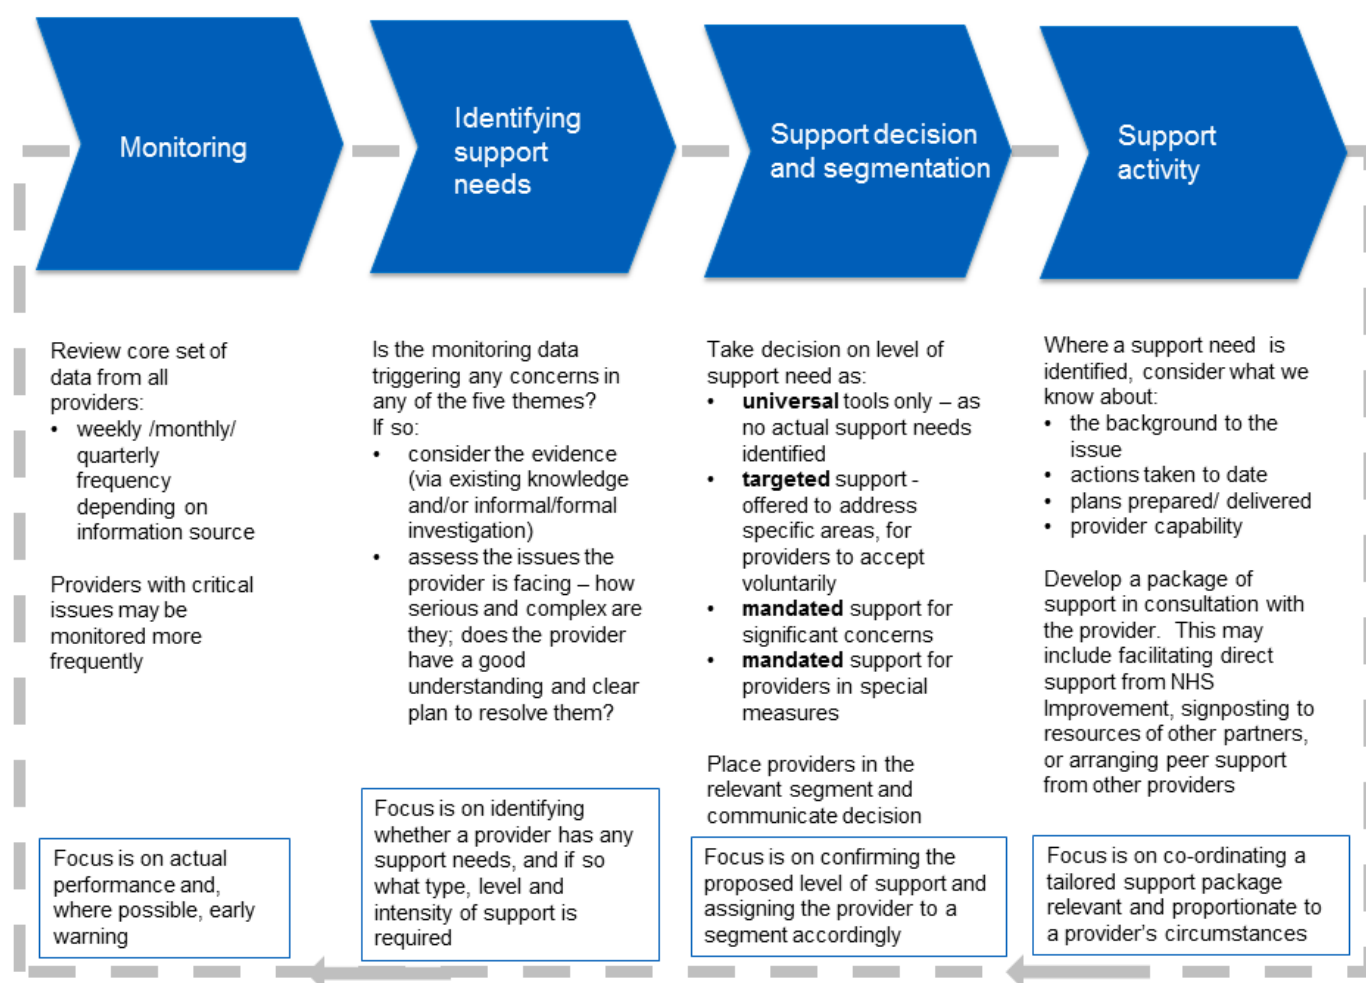 Monitoring
Identifying
support
needs
Support decision
and segmentation
Support
activity
Review core set of
data from all
providers:
• weekly /monthly/
quarterly
frequency
depending on
information source
Providers with critical
issues may be
monitored more
frequently
Focus is on actual
performance and,
where possible, early
warning
Is the monitoring data
triggering any concerns in
any of the five themes?
If so:
• consider the evidence
(via existing knowledge
and/or informal/formal
investigation)
• assess the issues the
provider is facing – how
serious and complex are
they; does the provider
have a good
understanding and clear
plan to resolve them?
Focus is on identifying
whether a provider has any
support needs, and if so
what type, level and
intensity of support is
required
Take decision on level of
support need as:
• universal tools only – as
no actual support needs
identified
• targeted support -
offered to address
specific areas, for
providers to accept
voluntarily
• mandated support for
significant concerns
• mandated support for
providers in special
measures
Place providers in the
relevant segment and
communicate decision
Focus is on confirming the
proposed level of support and
assigning the provider to a
segment accordingly
Where a support need is
identified, consider what we
know about:
• the background to the
issue
• actions taken to date
• plans prepared/ delivered
• provider capability
Develop a package of
support in consultation with
the provider. This may
include facilitating direct
support from NHS
Improvement, signposting to
resources of other partners,
or arranging peer support
from other providers
Focus is on co-ordinating a
tailored support package
relevant and proportionate to
a provider's circumstances